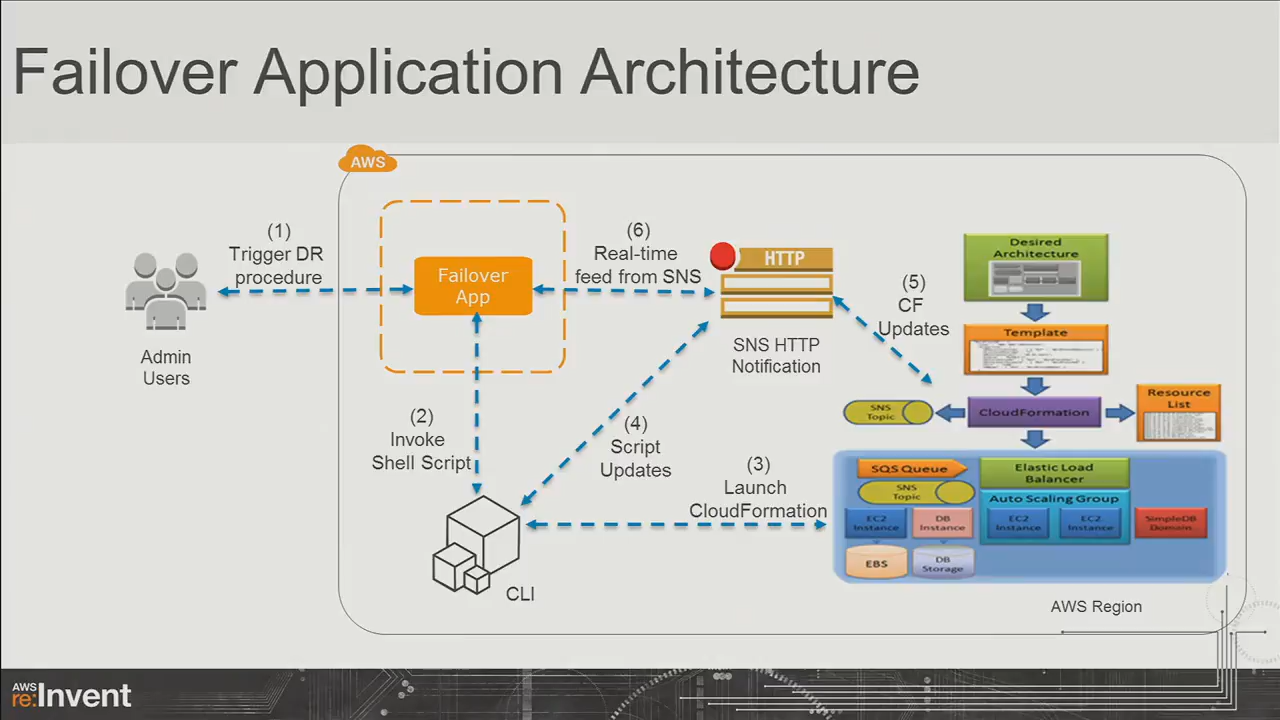 Failover Application Architecture
AWS
(1)
Trigger DR
procedure
Admin
Users
Failover
App
(6)
Real-time
feed from SNS
HTTP
SNS HTTP
Notification
(5)
CF
Updates
Desired
Architecture
Template
SNS
Topic
CloudFormation
Resource
List
(2)
Invoke
Shell Script
(4)
Script
Updates
(3)
Launch
CloudFormation
CLI
SQS Queue
SNS
Topic
Elastic Load
Balancer
Auto Scaling Group
EC2
Instance
DB
Instance
EC2
Instance
EC2
Instance
SimpleDB
Domain
EBS
DB
Storage
AWS Region
AWS
re:Invent